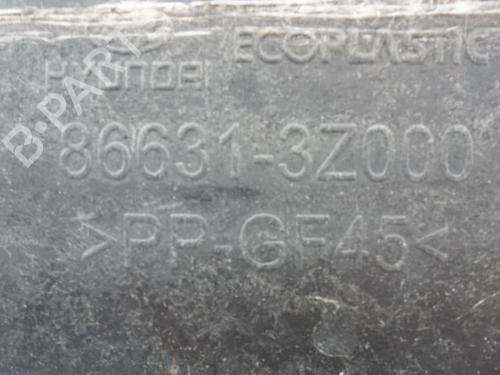 HYUNDAI ECOPLASTIC
86631-3Z000
>PP-GF45<
B-PARTS